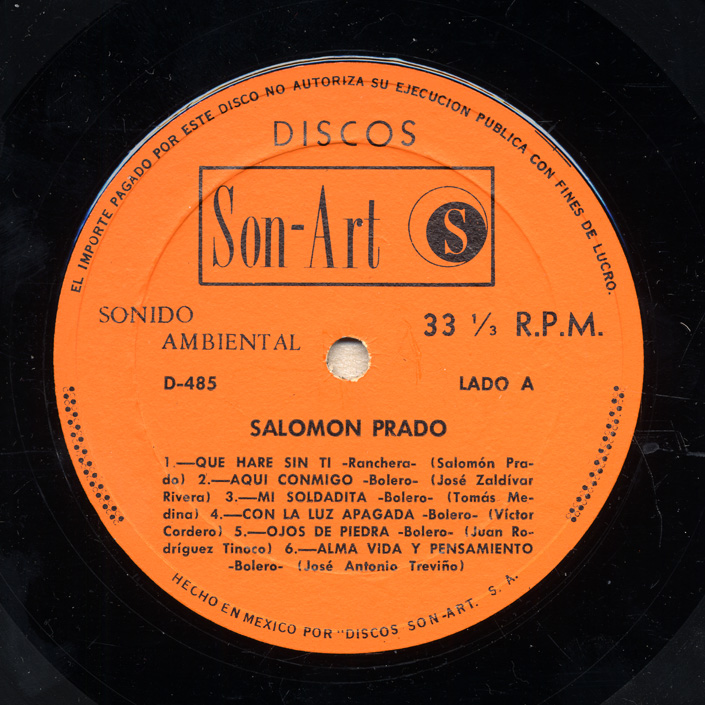 EL IMPORTE PAGADO POR ESTE DISCO NO AUTORIZA SU EJECUCION PUBLICA CON FINES DE LUCRO.
DISCOS
Son-Art S
SONIDO
AMBIENTAL
33 1/3 R.P.M.
D-485
LADO A
SALOMON PRADO
1.—QUE HARE SIN TI -Ranchera- (Salomón Pra-
do) 2.—AQUI CONMIGO -Bolero- (José Zaldívar
Rivera) 3.—MI SOLDADITA -Bolero- (Tomás Me-
dina) 4.—CON LA LUZ APAGADA -Bolero- (Víctor
Cordero) 5.—OJOS DE PIEDRA -Bolero- (Juan Ro-
dríguez Tinoco) 6.—ALMA VIDA Y PENSAMIENTO
-Bolero- (José Antonio Treviño)
HECHO EN MEXICO POR "DISCOS SON-ART. S. A.